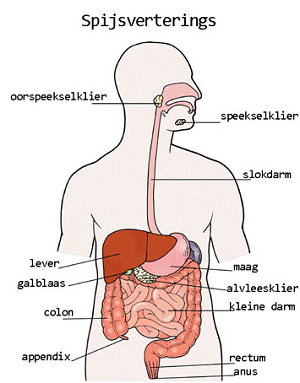 Spijsverterings
oorspeekselklier
speekselklier
slokdarm
lever
maag
galblaas
alvleesklier
kleine darm
colon
appendix
rectum
anus